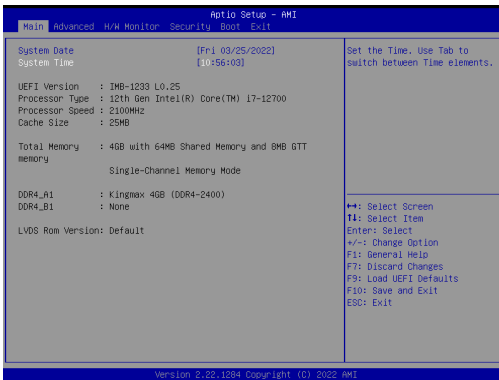 Aptio Setup - AMI
Main Advanced H/W Monitor Security Boot Exit
System Date [Fri 03/25/2022]
System Time [10:56:03]
UEFI Version : IMB-1233 L0.25
Processor Type : 12th Gen Intel(R) Core(TM) i7-12700
Processor Speed : 2100MHz
Cache Size : 25MB
Total Memory : 4GB with 64MB Shared Memory and 8MB GTT
memory
Single-Channel Memory Mode
DDR4_A1 : Kingmax 4GB (DDR4-2400)
DDR4_B1 : None
LVDS Rom Version: Default
Set the Time. Use Tab to
switch between Time elements.
↔: Select Screen
↑↓: Select Item
Enter: Select
+/-: Change Option
F1: General Help
F7: Discard Changes
F9: Load UEFI Defaults
F10: Save and Exit
ESC: Exit
Version 2.22.1284 Copyright (C) 2022 AMI